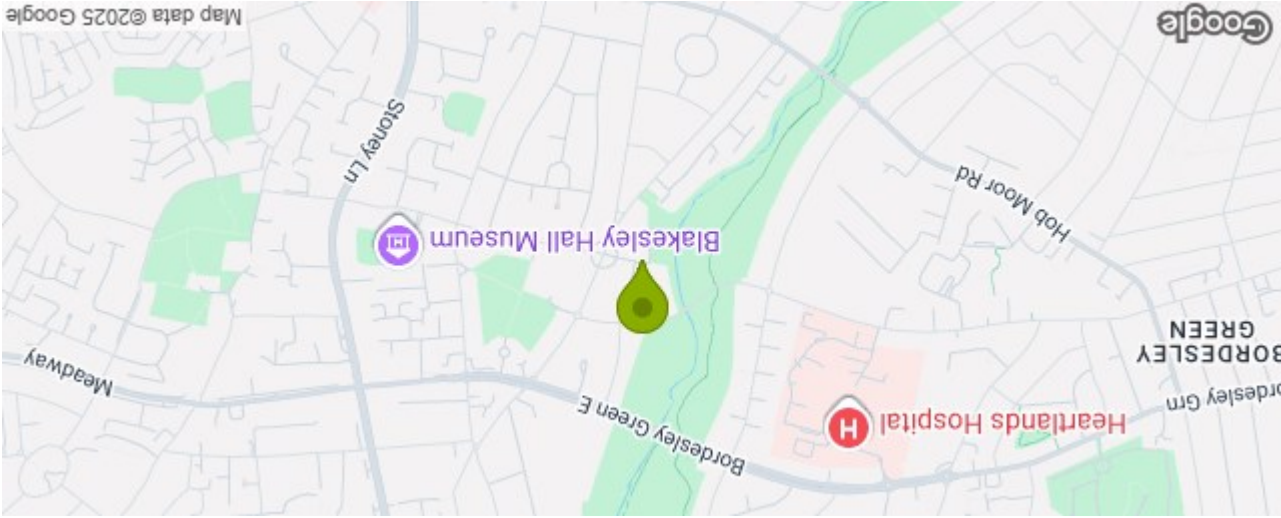 Bordesley Grn
BORDESLEY
GREEN
Heartlands Hospital
H
Bordesley Green E
Meadway
Hob Moor Rd
Blakesley Hall Museum
Stoney Ln
Google
Map data ©2025 Google